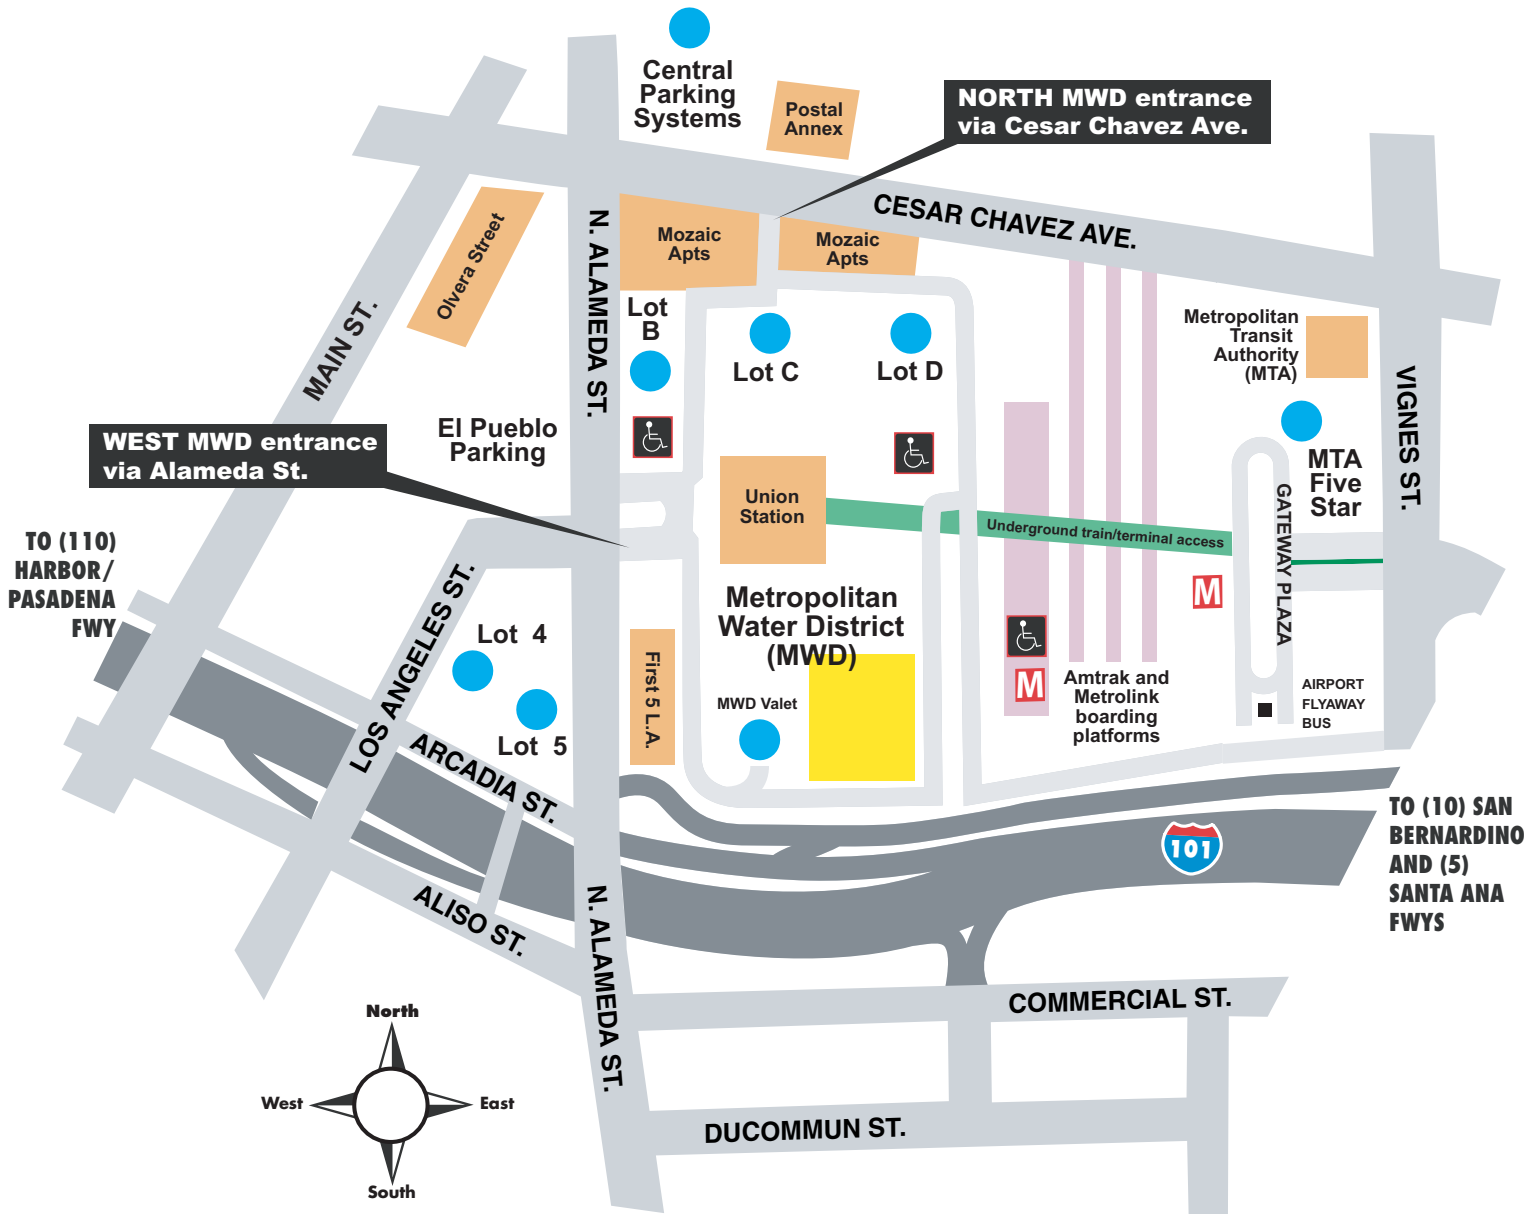 Central
Parking
Systems
Postal
Annex
NORTH MWD entrance
via Cesar Chavez Ave.
CESAR CHAVEZ AVE.
Olvera Street
N. ALAMEDA ST.
Mozaic
Apts
Mozaic
Apts
MAIN ST.
Lot
B
Lot C
Lot D
Metropolitan
Transit
Authority
(MTA)
VIGNES ST.
El Pueblo
Parking
WEST MWD entrance
via Alameda St.
MTA
Five
Star
Union
Station
Underground train/terminal access
GATEWAY PLAZA
TO (110)
HARBOR/
PASADENA
FWY
LOS ANGELES ST.
M
Metropolitan
Water District
(MWD)
Lot 4
First 5 L.A.
M
Amtrak and
Metrolink
boarding
platforms
AIRPORT
FLYAWAY
BUS
MWD Valet
Lot 5
ARCADIA ST.
101
TO (10) SAN
BERNARDINO
AND (5)
SANTA ANA
FWYS
ALISO ST.
N. ALAMEDA ST.
COMMERCIAL ST.
DUCOMMUN ST.
North
West
East
South